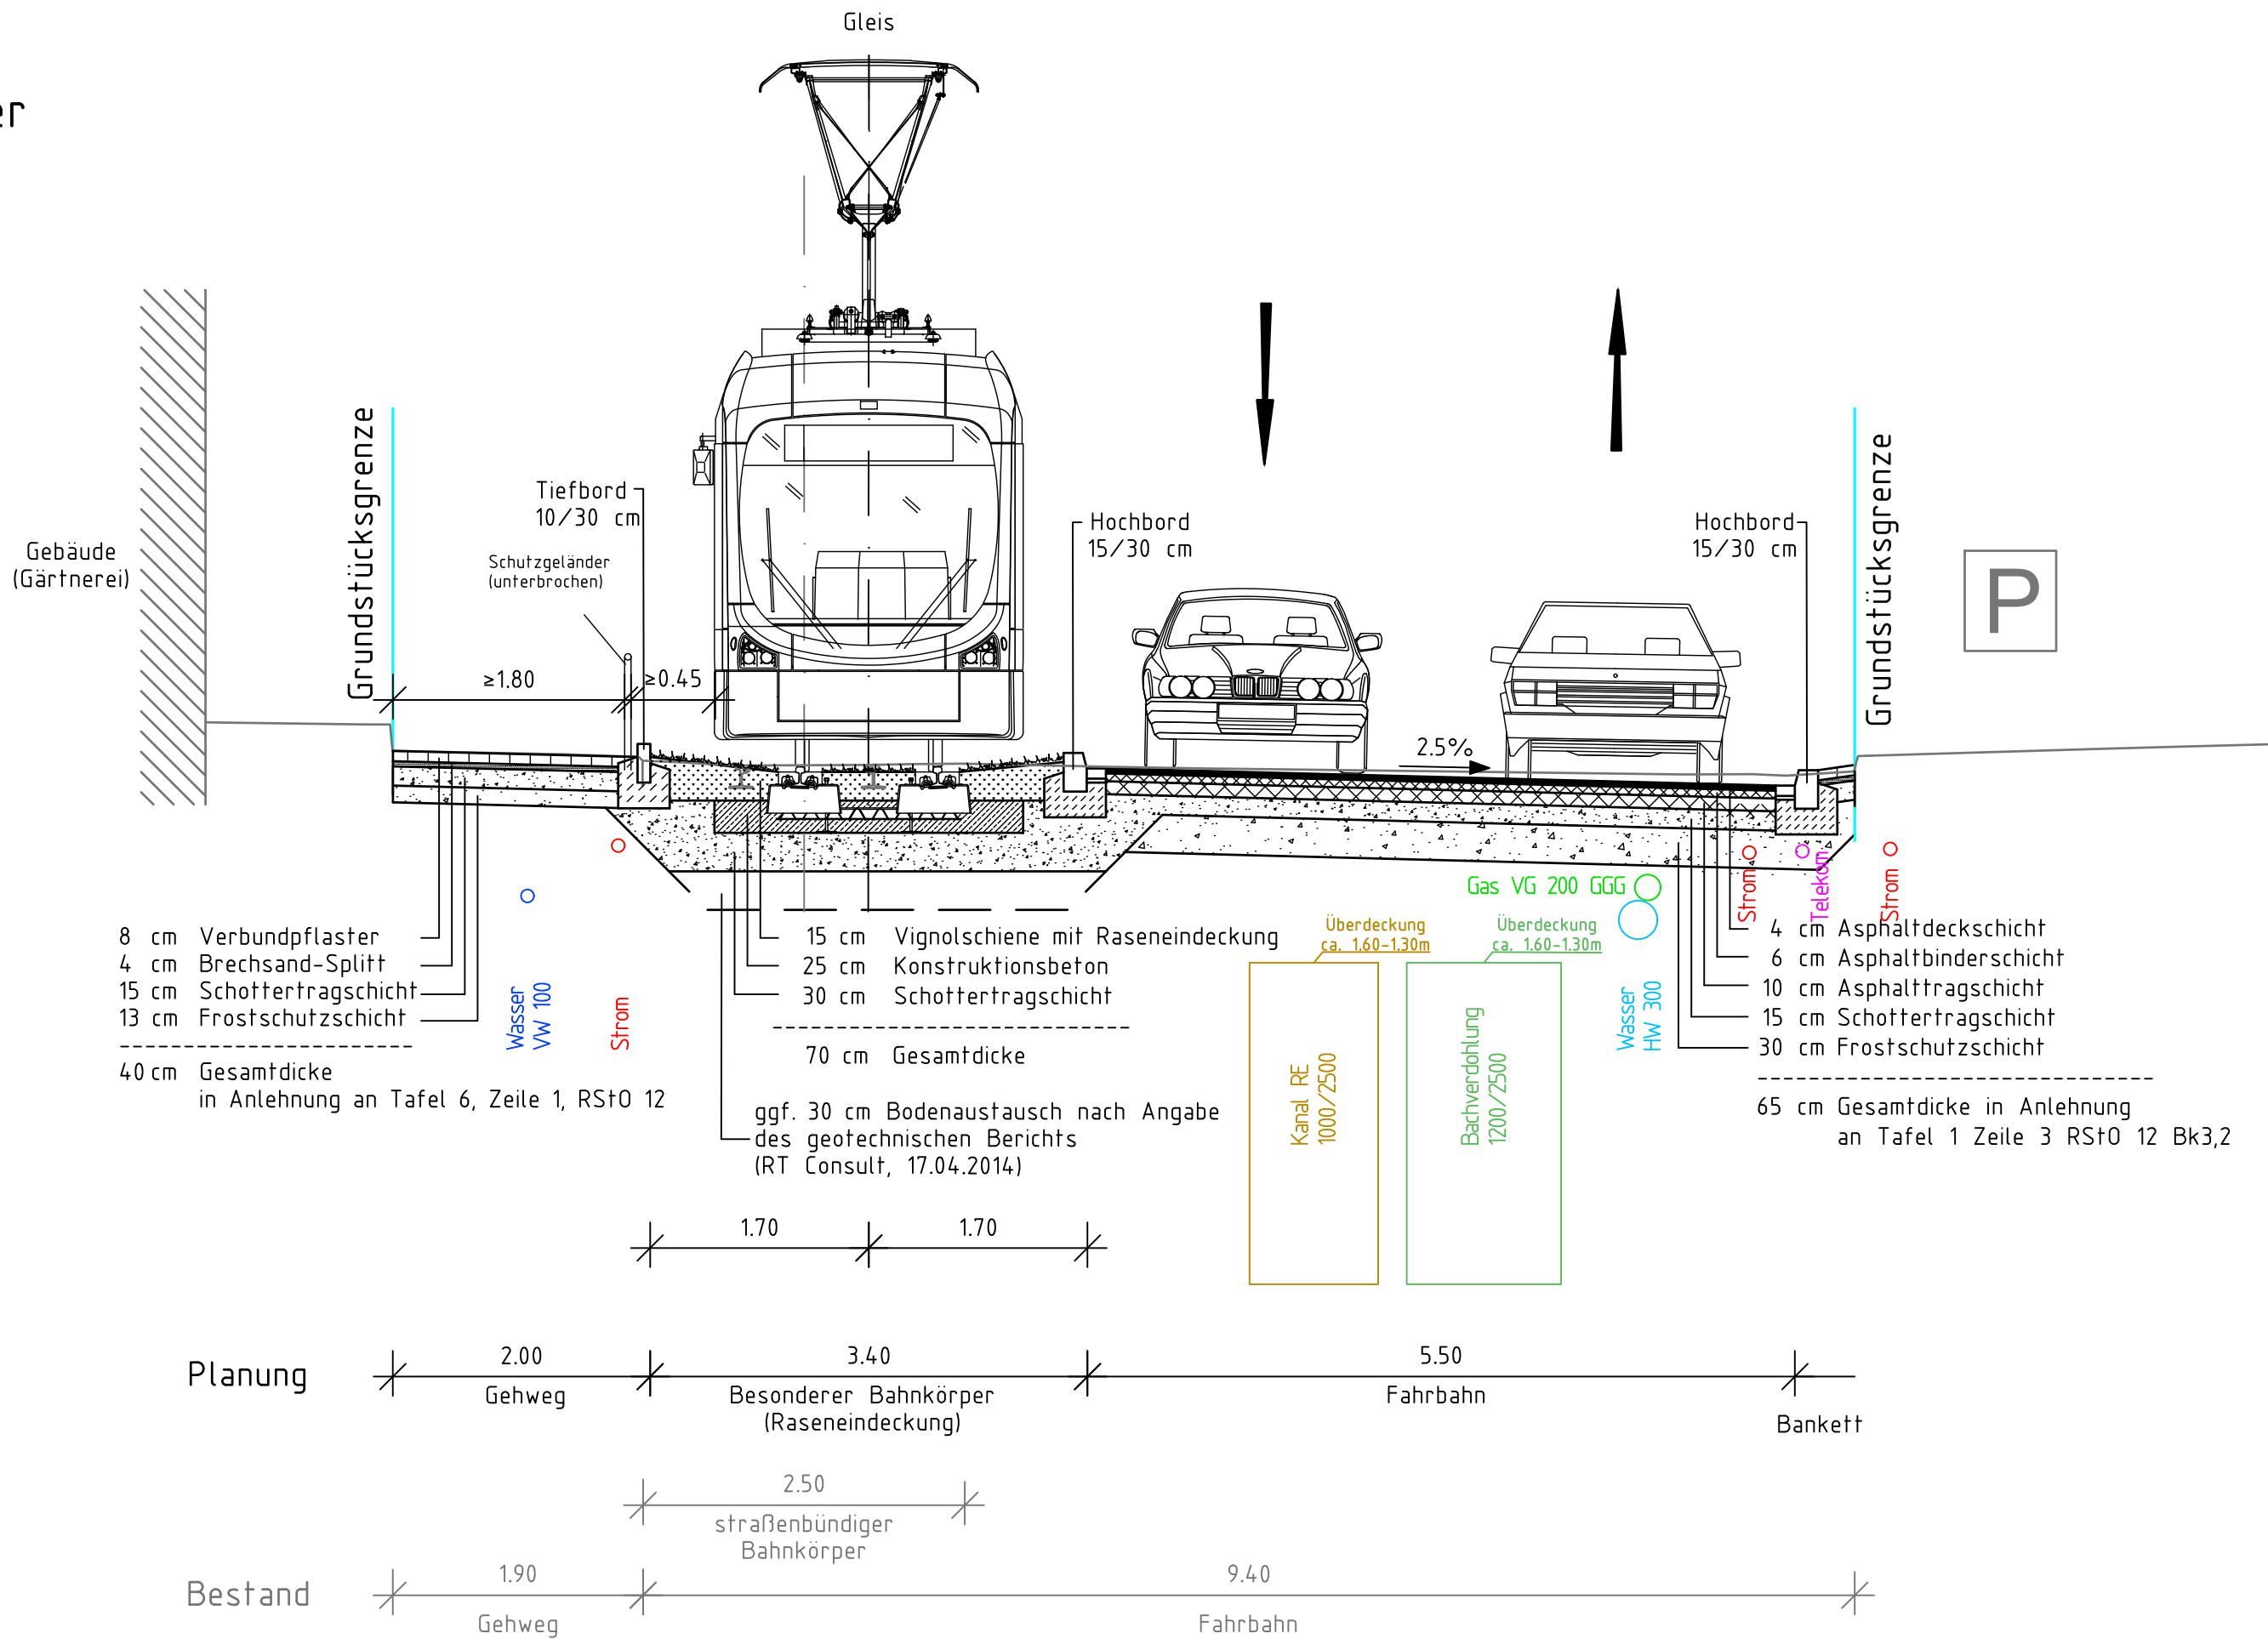 Gleis
er
Grundstücksgrenze
Grundstücksgrenze
Tiefbord
10/30 cm
Hochbord
15/30 cm
Hochbord
15/30 cm
Gebäude
(Gärtnerei)
Schutzgeländer
(unterbrochen)
P
≥1.80
≥0.45
2.5%
Gas VG 200 GGG
Strom
Telekom
Strom
8 cm Verbundpflaster
4 cm Brechsand-Splitt
15 cm Schottertragschicht
13 cm Frostschutzschicht
40 cm Gesamtdicke
in Anlehnung an Tafel 6, Zeile 1, RStO 12
Wasser
VW 100
Strom
15 cm Vignolschiene mit Raseneindeckung
25 cm Konstruktionsbeton
30 cm Schottertragschicht
70 cm Gesamtdicke
ggf. 30 cm Bodenaustausch nach Angabe
des geotechnischen Berichts
(RT Consult, 17.04.2014)
Überdeckung
ca. 1.60-1.30m
Kanal RE
1000/2500
Überdeckung
ca. 1.60-1.30m
Bachverdohlung
1200/2500
Wasser
HW 300
4 cm Asphaltdeckschicht
6 cm Asphaltbinderschicht
10 cm Asphalttragschicht
15 cm Schottertragschicht
30 cm Frostschutzschicht
65 cm Gesamtdicke in Anlehnung
an Tafel 1 Zeile 3 RStO 12 Bk3,2
1.70 1.70
Planung
2.00 3.40 5.50
Gehweg
Besonderer Bahnkörper
(Raseneindeckung)
Fahrbahn
Bankett
2.50
straßenbündiger
Bahnkörper
Bestand
1.90 9.40
Gehweg Fahrbahn